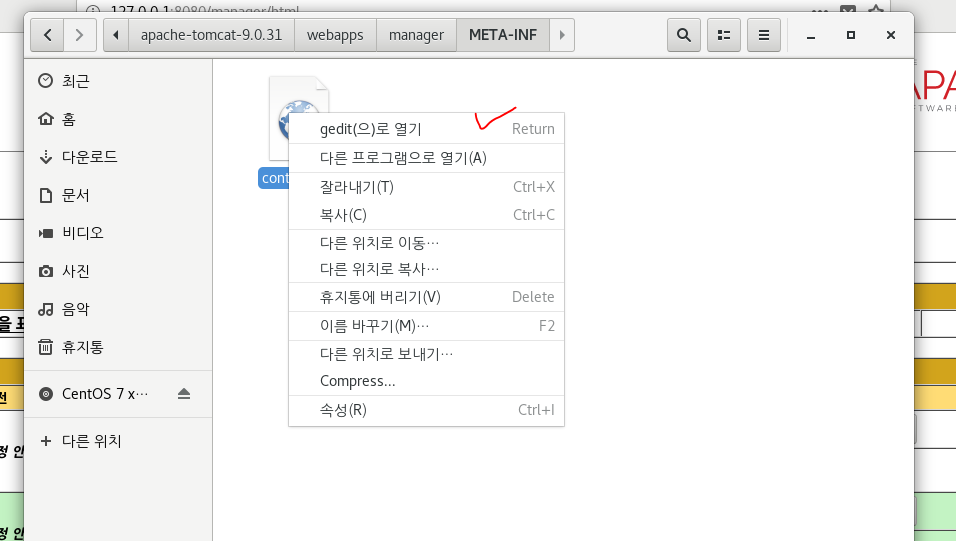 127.0.0.1:8080/manager/html
apache-tomcat-9.0.31 webapps manager META-INF
최근
홈
다운로드
문서
비디오
사진
음악
휴지통
CentOS 7 x…
다른 위치
cont
gedit(으)로 열기 Return
다른 프로그램으로 열기(A)
잘라내기(T) Ctrl+X
복사(C) Ctrl+C
다른 위치로 이동…
다른 위치로 복사…
휴지통에 버리기(V) Delete
이름 바꾸기(M)… F2
다른 위치로 보내기…
Compress...
속성(R) Ctrl+I
APA
SOFTWARE
을 표
전
정 인
정 인